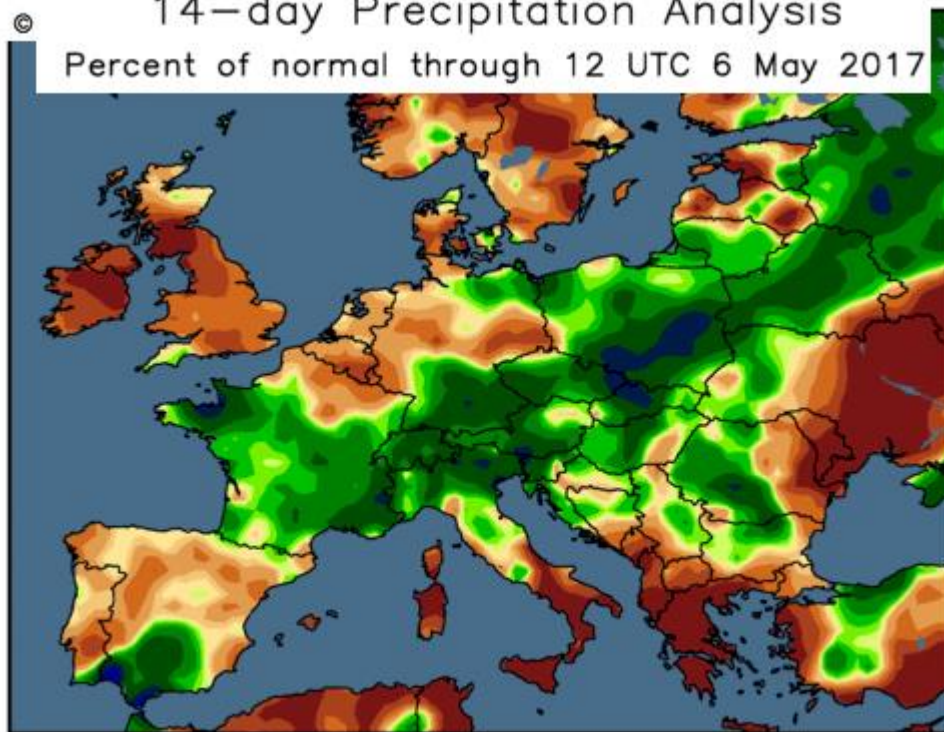 14-day Precipitation Analysis
©
Percent of normal through 12 UTC 6 May 2017